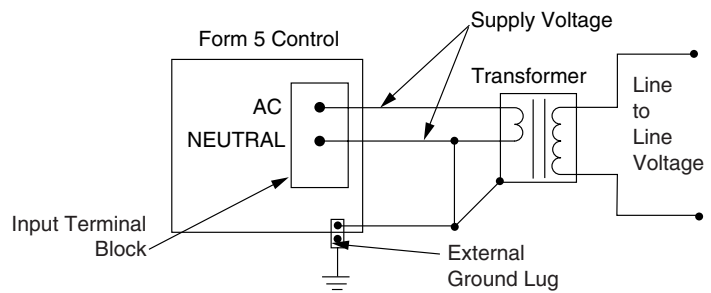 Supply Voltage
Form 5 Control
Transformer
AC
NEUTRAL
Line
to
Line
Voltage
Input Terminal
Block
External
Ground Lug